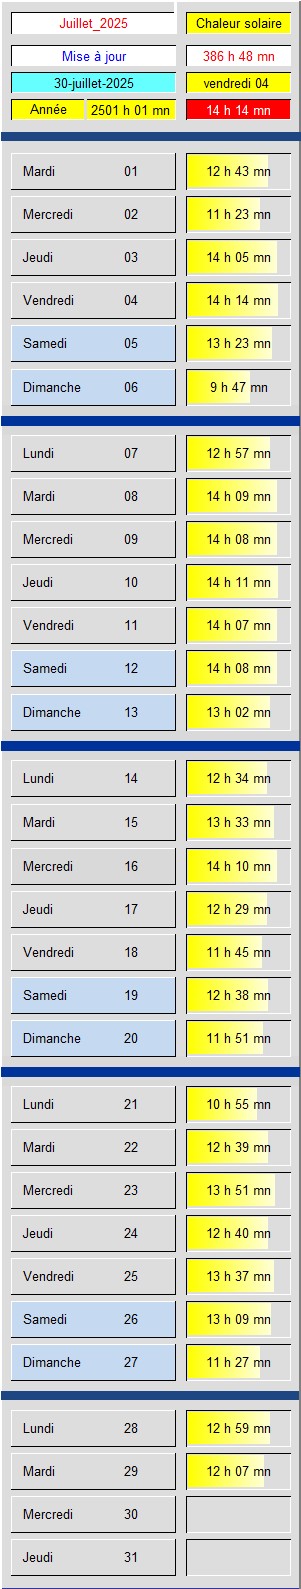 Juillet_2025 Chaleur solaire
Mise à jour 386 h 48 mn
30-juillet-2025 vendredi 04
Année 2501 h 01 mn 14 h 14 mn
Mardi 01 12 h 43 mn
Mercredi 02 11 h 23 mn
Jeudi 03 14 h 05 mn
Vendredi 04 14 h 14 mn
Samedi 05 13 h 23 mn
Dimanche 06 9 h 47 mn
Lundi 07 12 h 57 mn
Mardi 08 14 h 09 mn
Mercredi 09 14 h 08 mn
Jeudi 10 14 h 11 mn
Vendredi 11 14 h 07 mn
Samedi 12 14 h 08 mn
Dimanche 13 13 h 02 mn
Lundi 14 12 h 34 mn
Mardi 15 13 h 33 mn
Mercredi 16 14 h 10 mn
Jeudi 17 12 h 29 mn
Vendredi 18 11 h 45 mn
Samedi 19 12 h 38 mn
Dimanche 20 11 h 51 mn
Lundi 21 10 h 55 mn
Mardi 22 12 h 39 mn
Mercredi 23 13 h 51 mn
Jeudi 24 12 h 40 mn
Vendredi 25 13 h 37 mn
Samedi 26 13 h 09 mn
Dimanche 27 11 h 27 mn
Lundi 28 12 h 59 mn
Mardi 29 12 h 07 mn
Mercredi 30
Jeudi 31